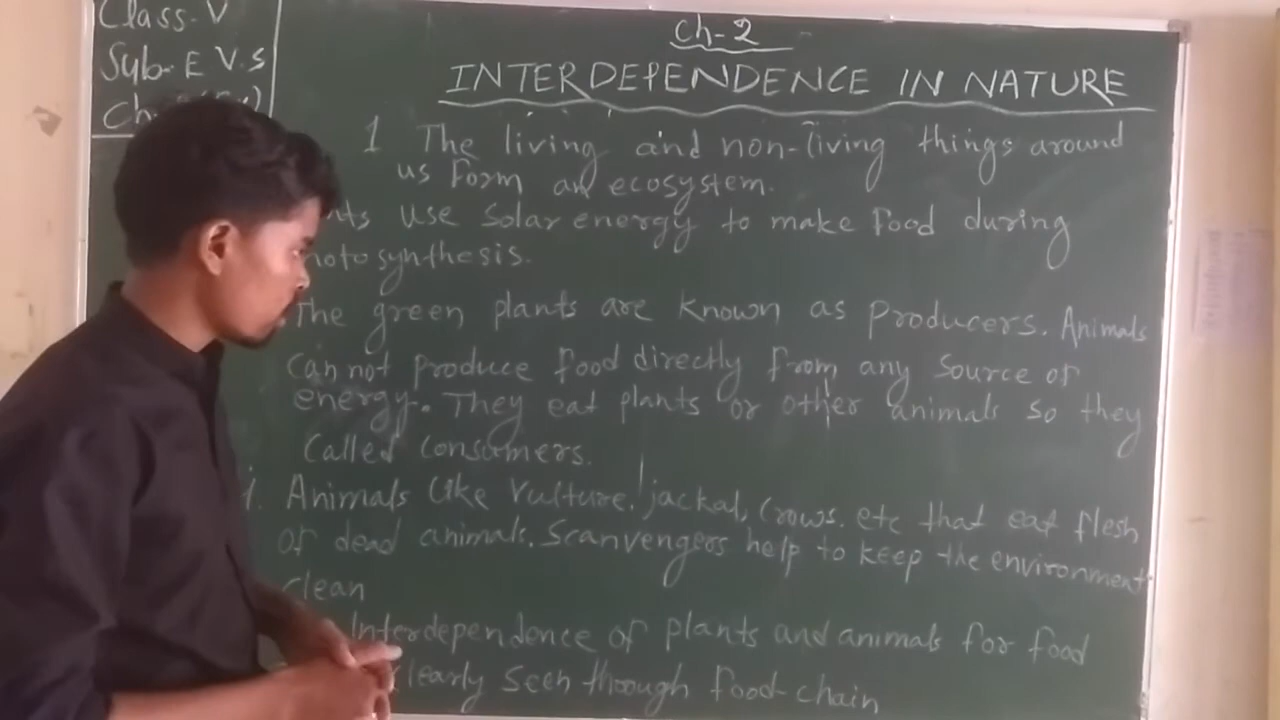 Class-V
Sub-E V.S
Ch-
Ch-2
INTERDEPENDENCE IN NATURE
1 The living and non-living things around
us form an ecosystem.
nts use Solar energy to make food during
hotosynthesis.
The green plants are known as producers. Animals
cannot produce food directly from any source of
energy. They eat plants or other animals so they
called consumers.
4. Animals like Vulture, jackal, Crows. etc that eat flesh
of dead animals. Scanvengers help to keep the environment
clean
Interdependence of plants and animals for food
clearly seen through food-chain